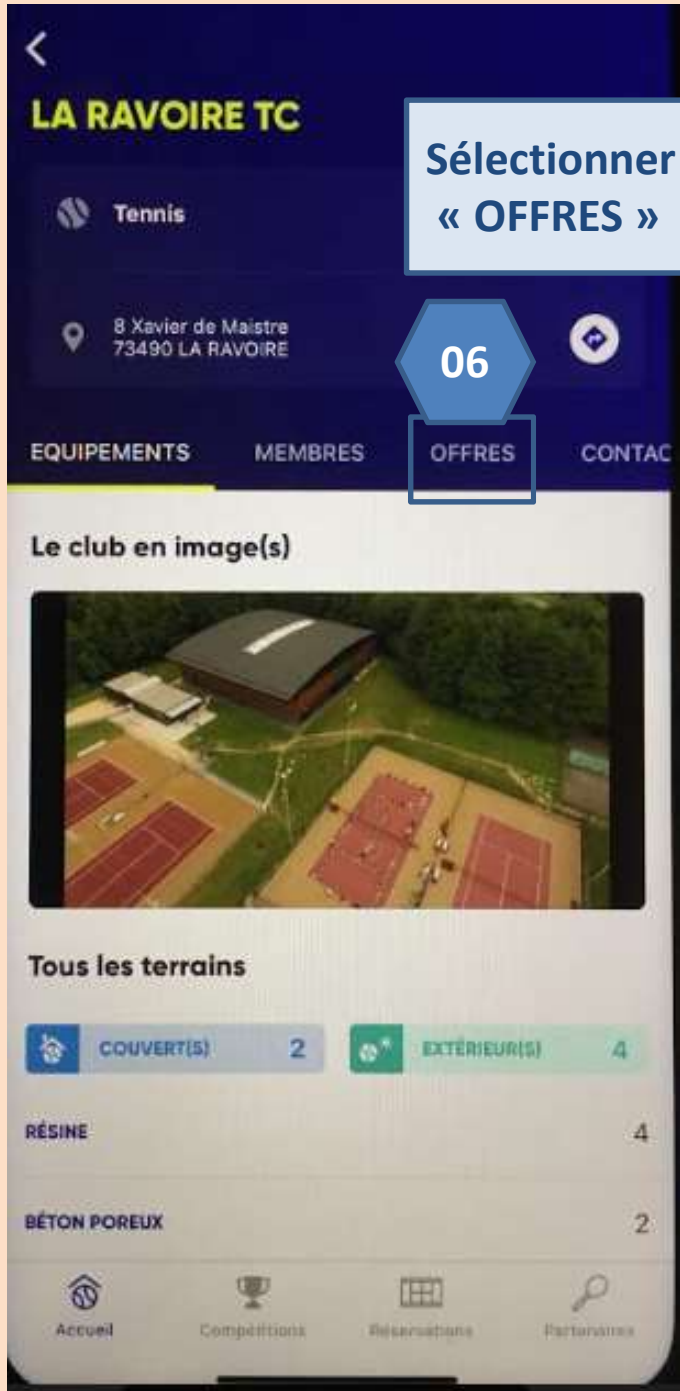 LA RAVOIRE TC
Sélectionner
« OFFRES »
Tennis
8 Xavier de Maistre
73490 LA RAVOIRE
06
EQUIPEMENTS MEMBRES OFFRES CONTAC
Le club en image(s)
Tous les terrains
COUVERT(S) 2 EXTÉRIEUR(S) 4
RÉSINE 4
BÉTON POREUX 2
Accueil Compétitions Réservations Partenaires